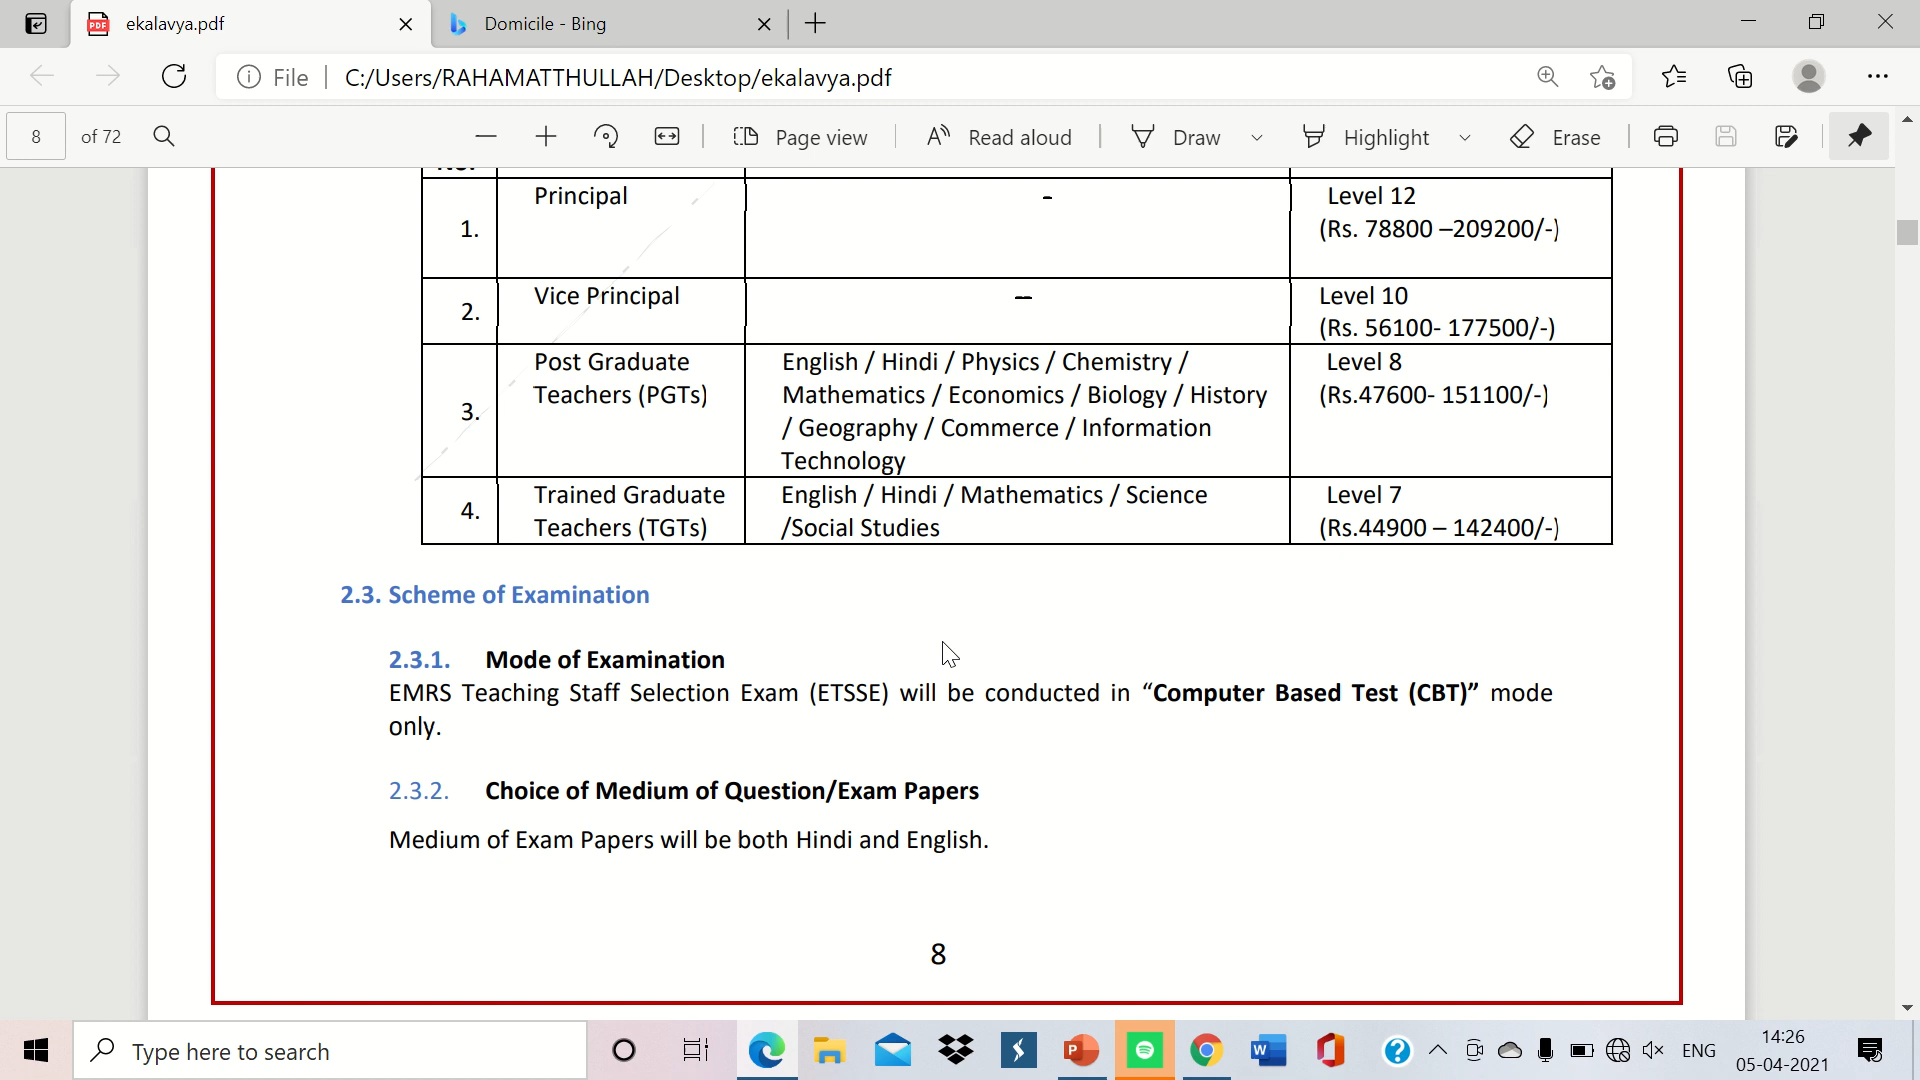 ekalavya.pdf
Domicile - Bing
File
C:/Users/RAHAMATTHULLAH/Desktop/ekalavya.pdf
8 of 72
Page view
Read aloud
Draw
Highlight
Erase
Principal
-
Level 12
1.
(Rs. 78800 –209200/-)
Vice Principal
--
Level 10
2.
(Rs. 56100- 177500/-)
Post Graduate
English / Hindi / Physics / Chemistry /
Level 8
Teachers (PGTs)
Mathematics / Economics / Biology / History
(Rs.47600- 151100/-)
3.
/ Geography / Commerce / Information
Technology
Trained Graduate
English / Hindi / Mathematics / Science
Level 7
4.
Teachers (TGTs)
/Social Studies
(Rs.44900 – 142400/-)
2.3. Scheme of Examination
2.3.1. Mode of Examination
EMRS Teaching Staff Selection Exam (ETSSE) will be conducted in “Computer Based Test (CBT)” mode
only.
2.3.2. Choice of Medium of Question/Exam Papers
Medium of Exam Papers will be both Hindi and English.
8
Type here to search
ENG
14:26
05-04-2021